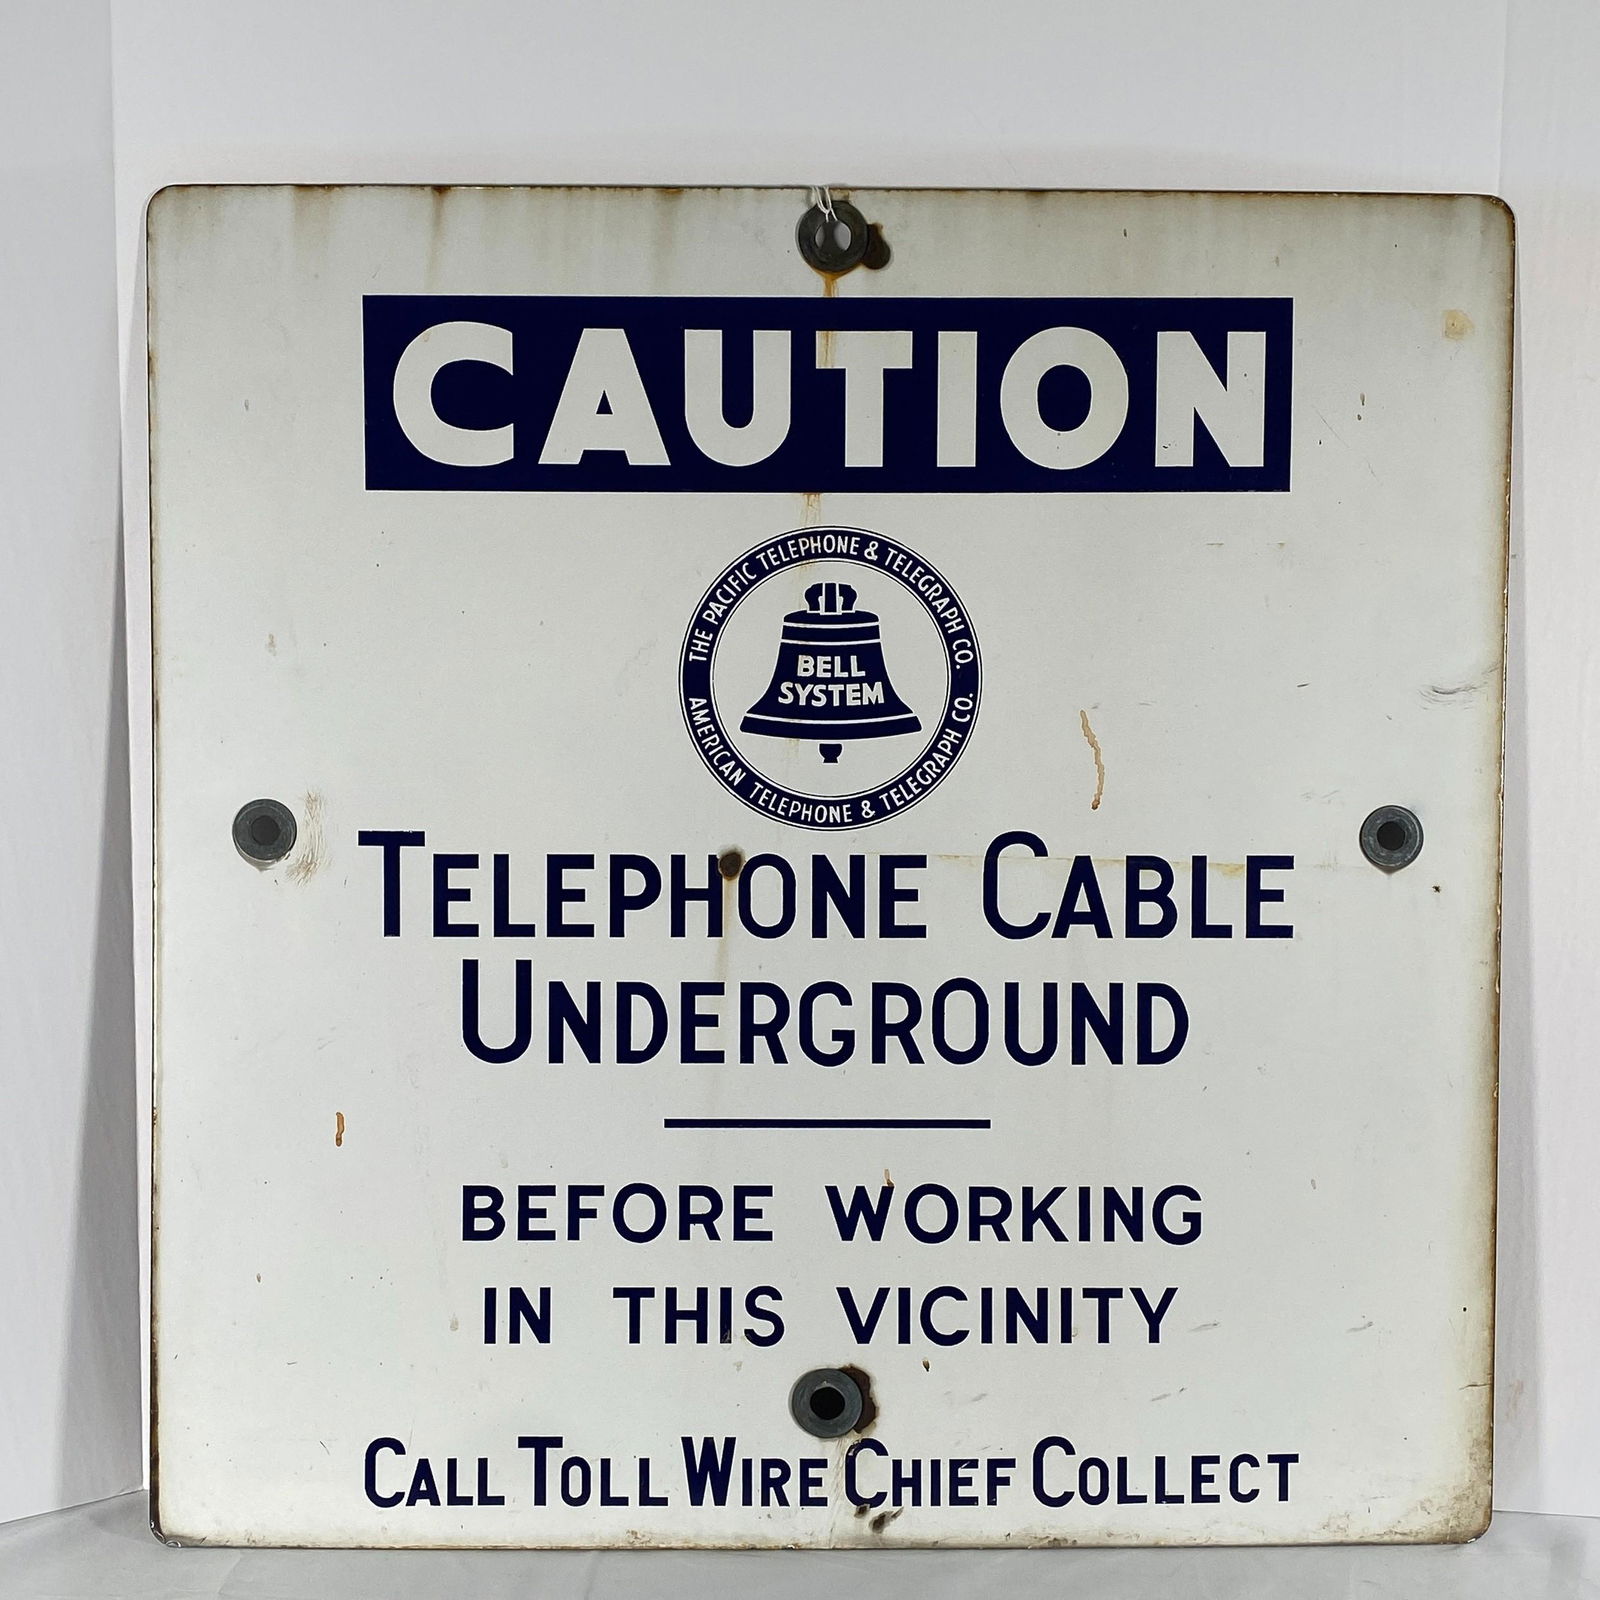 CAUTION
THE PACIFIC TELEPHONE & TELEGRAPH CO.
BELL
SYSTEM
AMERICAN TELEPHONE & TELEGRAPH CO.
TELEPHONE CABLE
UNDERGROUND
BEFORE WORKING
IN THIS VICINITY
CALL TOLL WIRE CHIEF COLLECT